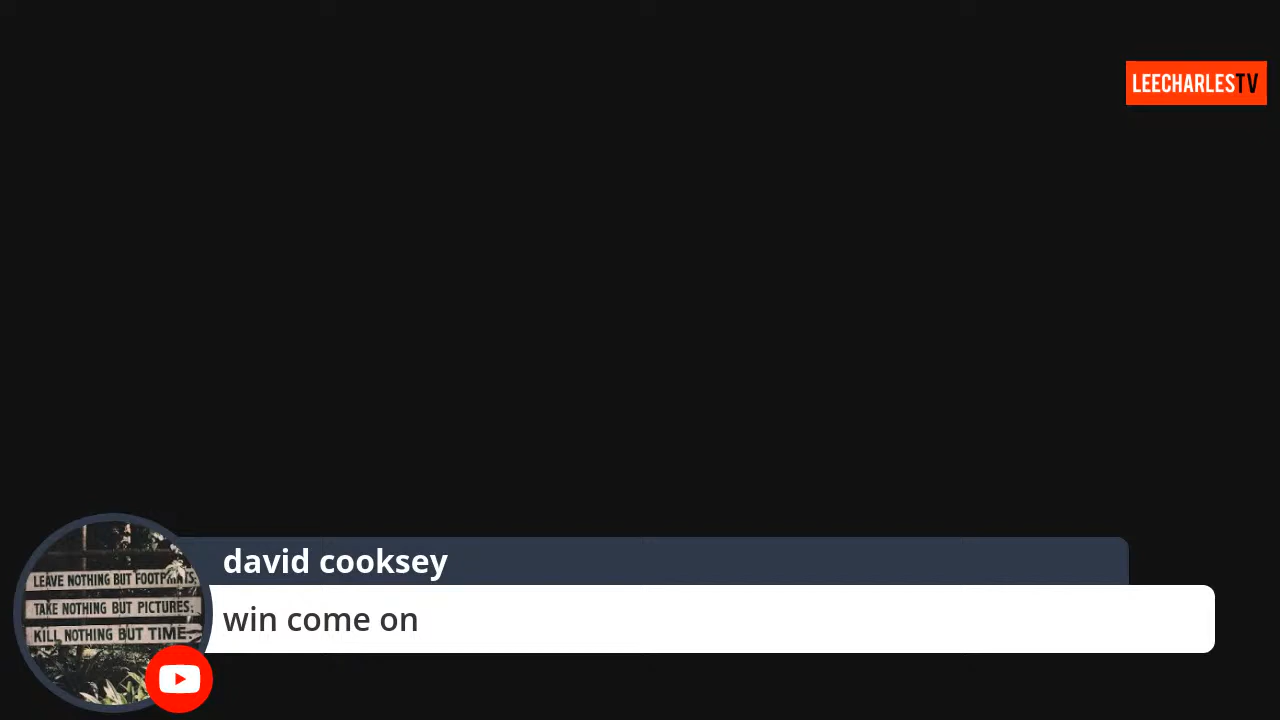 LEECHARLESTV
david cooksey
win come on
LEAVE NOTHING BUT FOOTPRINTS.
TAKE NOTHING BUT PICTURES.
KILL NOTHING BUT TIME.